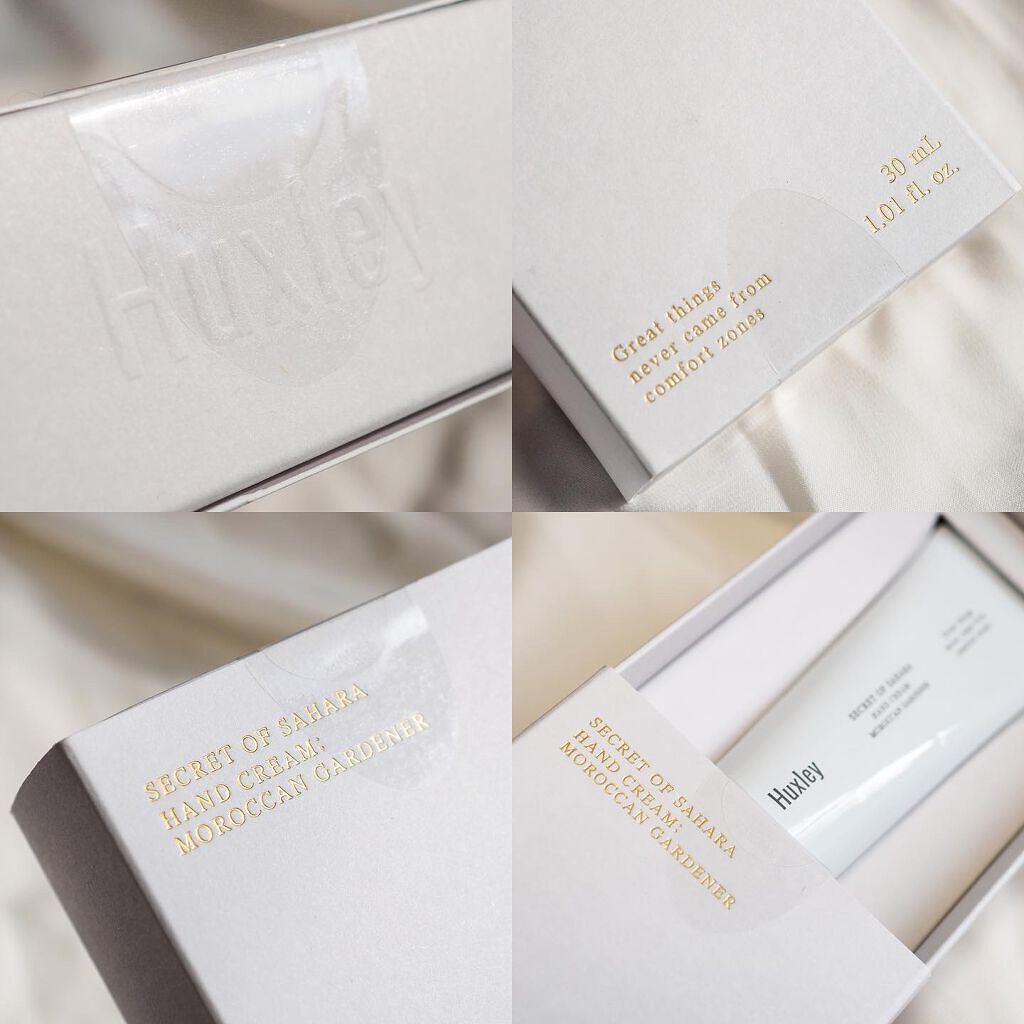 Huxley
30 mL
1.01 fl. oz.
Great things
never came from
comfort zones
SECRET OF SAHARA
HAND CREAM;
MOROCCAN GARDENER
SECRET OF SAHARA
HAND CREAM;
MOROCCAN GARDENER
Huxley
SECRET OF SAHARA
HAND CREAM;
MOROCCAN GARDENER